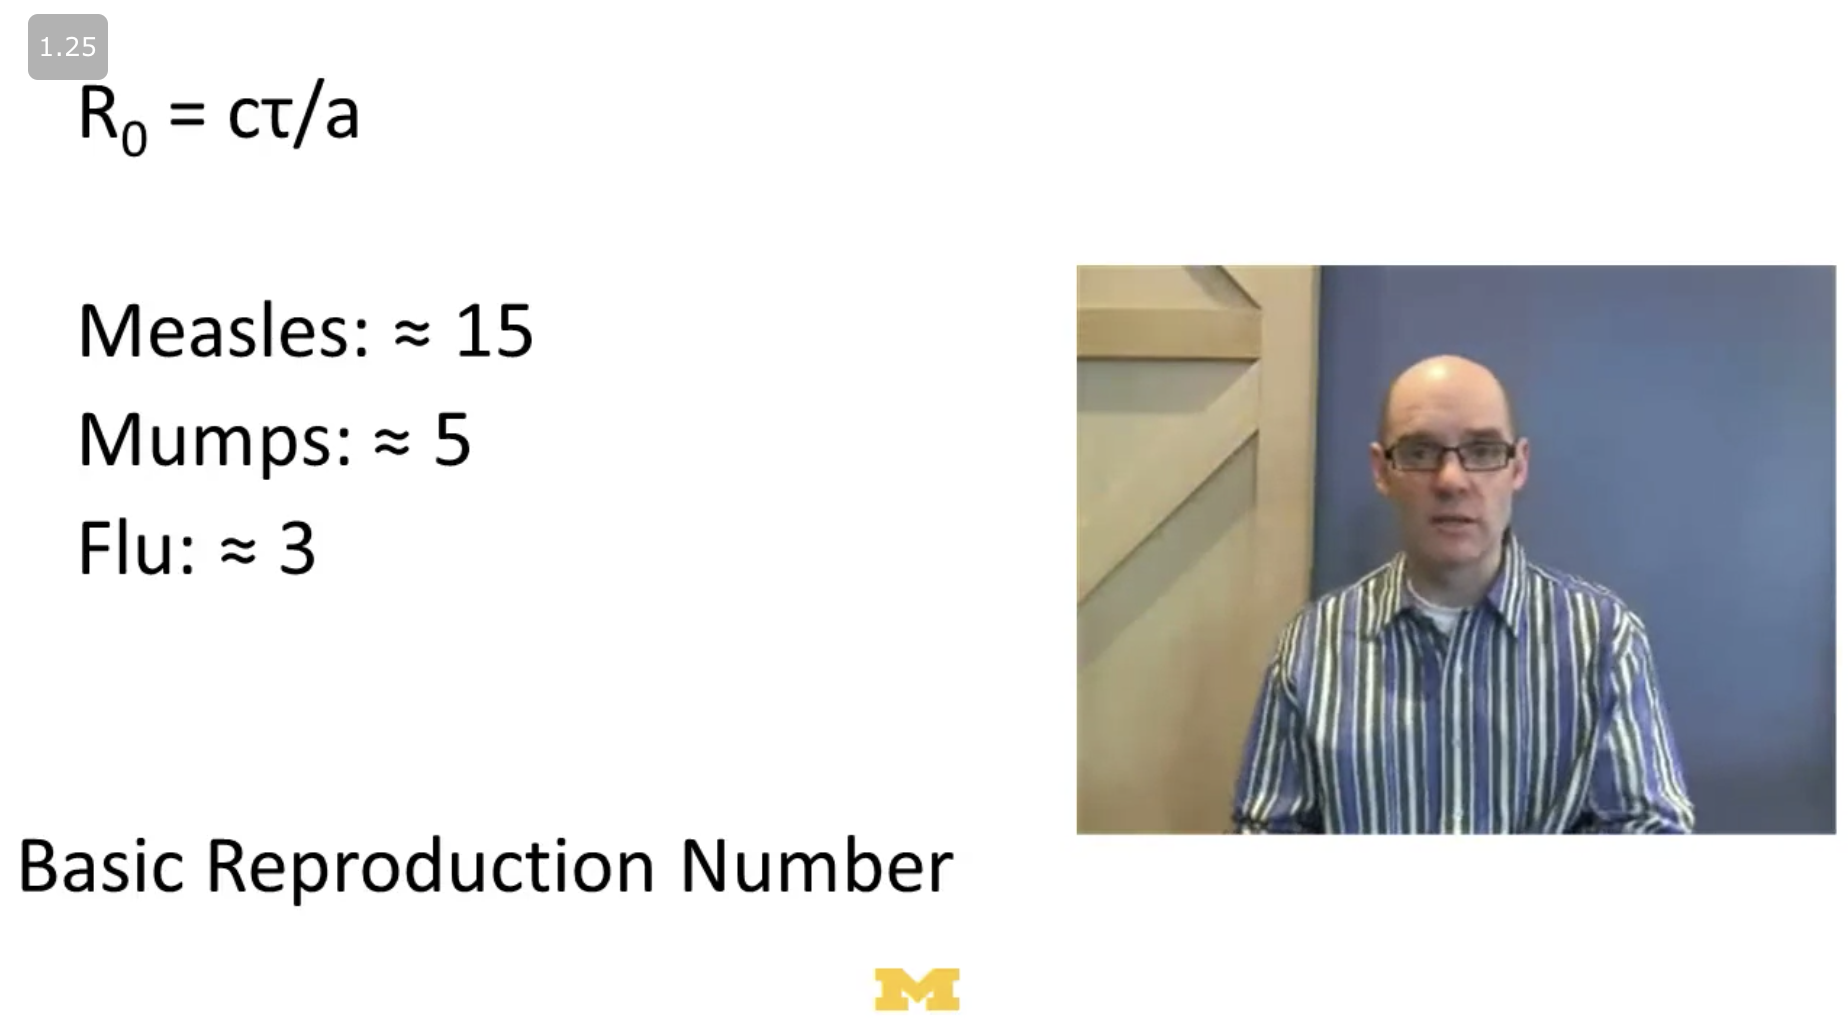 1.25
R₀ = cτ/a
Measles: ≈ 15
Mumps: ≈ 5
Flu: ≈ 3
Basic Reproduction Number
M